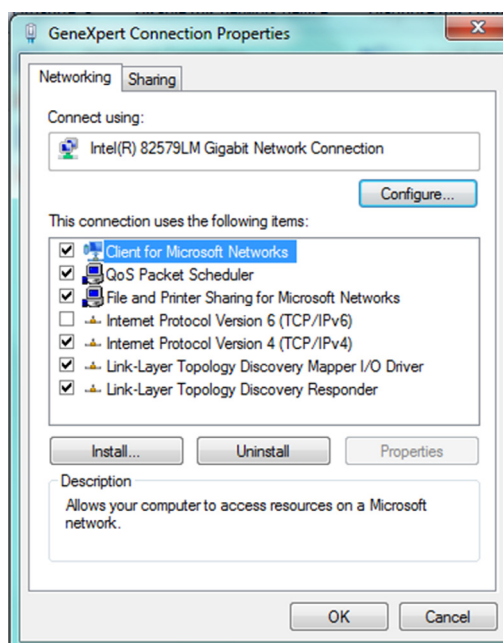 GeneXpert Connection Properties
Networking Sharing
Connect using:
Intel(R) 82579LM Gigabit Network Connection
Configure...
This connection uses the following items:
Client for Microsoft Networks
QoS Packet Scheduler
File and Printer Sharing for Microsoft Networks
Internet Protocol Version 6 (TCP/IPv6)
Internet Protocol Version 4 (TCP/IPv4)
Link-Layer Topology Discovery Mapper I/O Driver
Link-Layer Topology Discovery Responder
Install... Uninstall Properties
Description
Allows your computer to access resources on a Microsoft
network.
OK Cancel